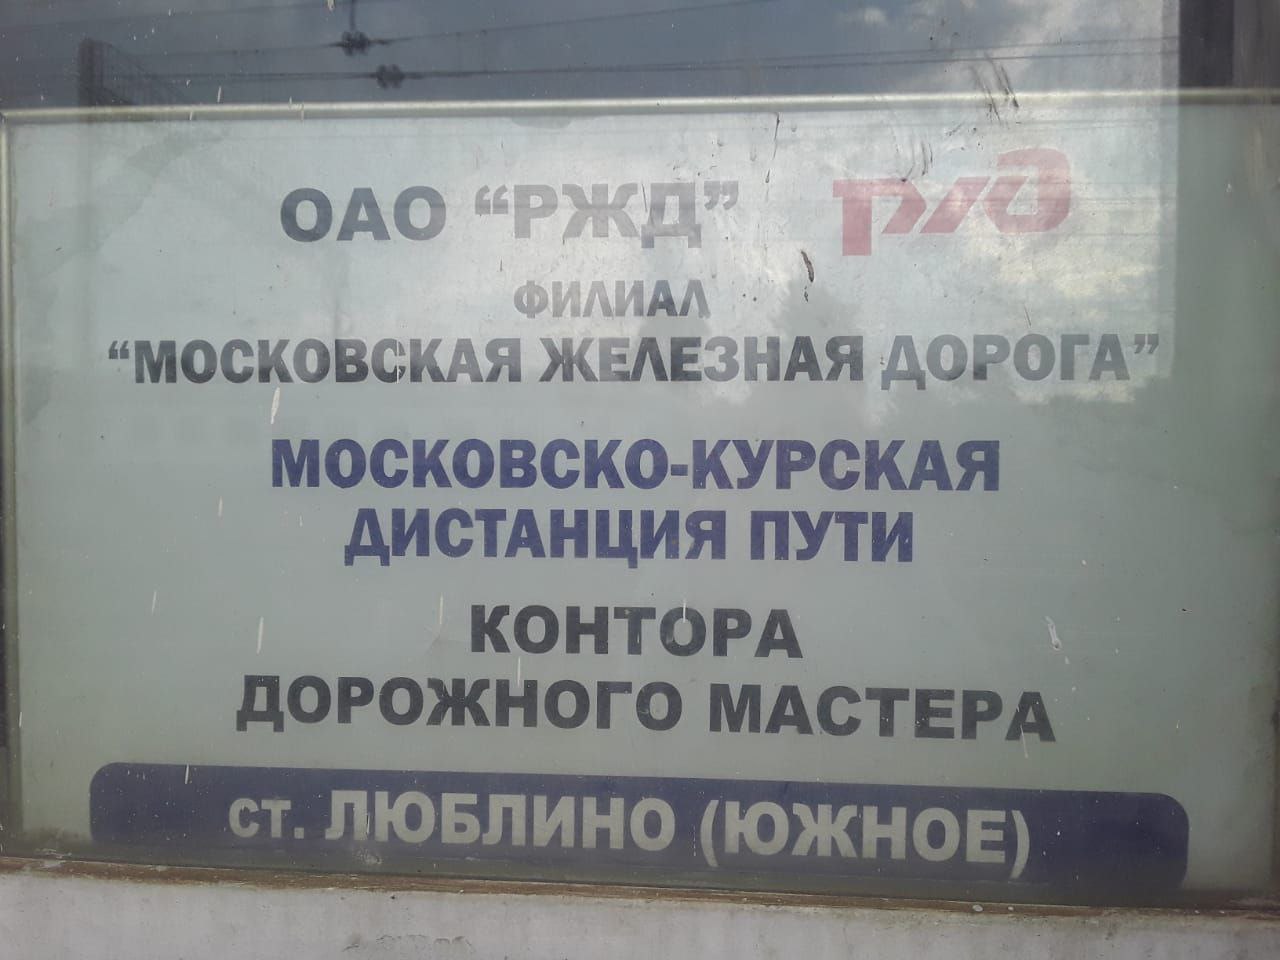 ОАО “РЖД” РЖД
ФИЛИАЛ
“МОСКОВСКАЯ ЖЕЛЕЗНАЯ ДОРОГА”
МОСКОВСКО-КУРСКАЯ
ДИСТАНЦИЯ ПУТИ
КОНТОРА
ДОРОЖНОГО МАСТЕРА
ст. ЛЮБЛИНО (ЮЖНОЕ)